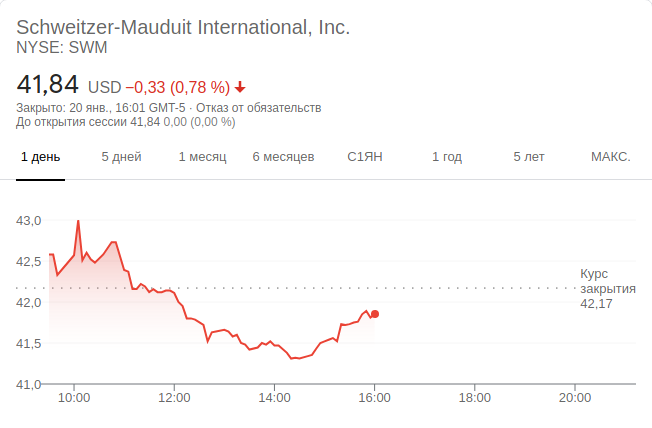 Schweitzer-Mauduit International, Inc.
NYSE: SWM
41,84 USD −0,33 (0,78 %)
Закрыто: 20 янв., 16:01 GMT-5 · Отказ от обязательств
До открытия сессии 41,84 0,00 (0,00 %)
1 день 5 дней 1 месяц 6 месяцев С1ЯН 1 год 5 лет МАКС.
43,0
42,5
Курс
закрытия
42,17
42,0
41,5
41,0
10:00 12:00 14:00 16:00 18:00 20:00